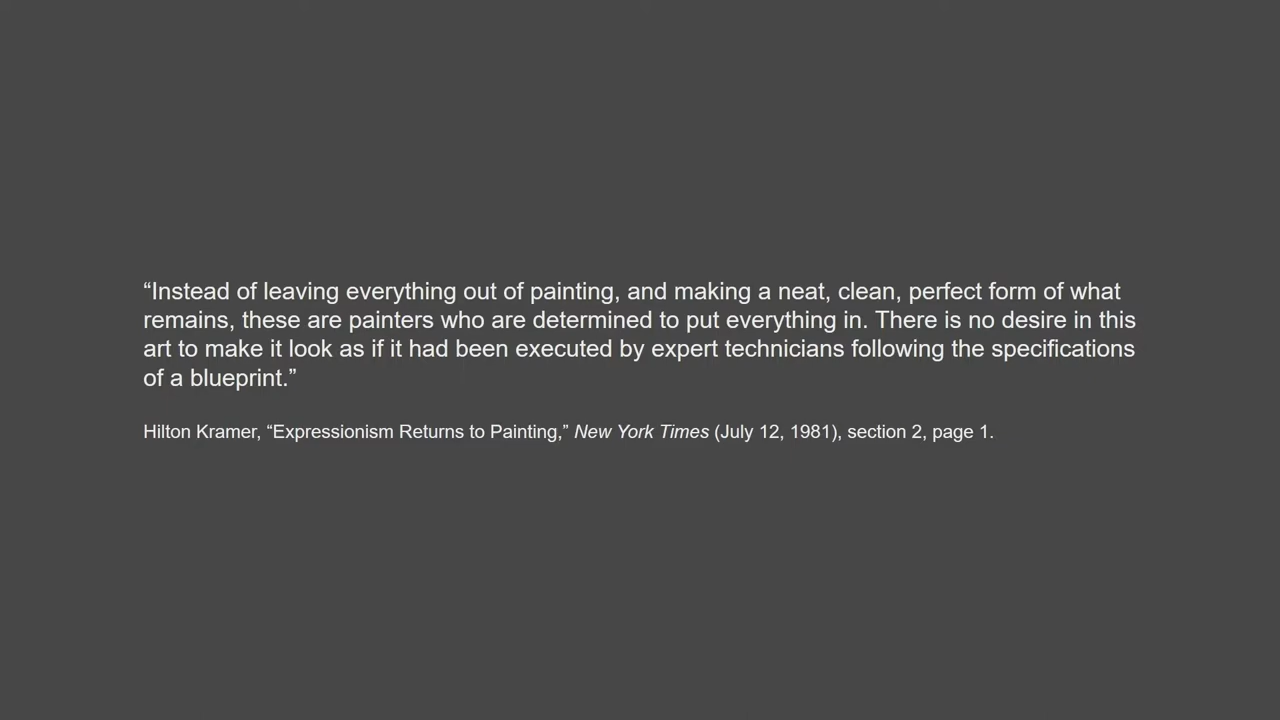 “Instead of leaving everything out of painting, and making a neat, clean, perfect form of what
remains, these are painters who are determined to put everything in. There is no desire in this
art to make it look as if it had been executed by expert technicians following the specifications
of a blueprint.”
Hilton Kramer, “Expressionism Returns to Painting,” New York Times (July 12, 1981), section 2, page 1.